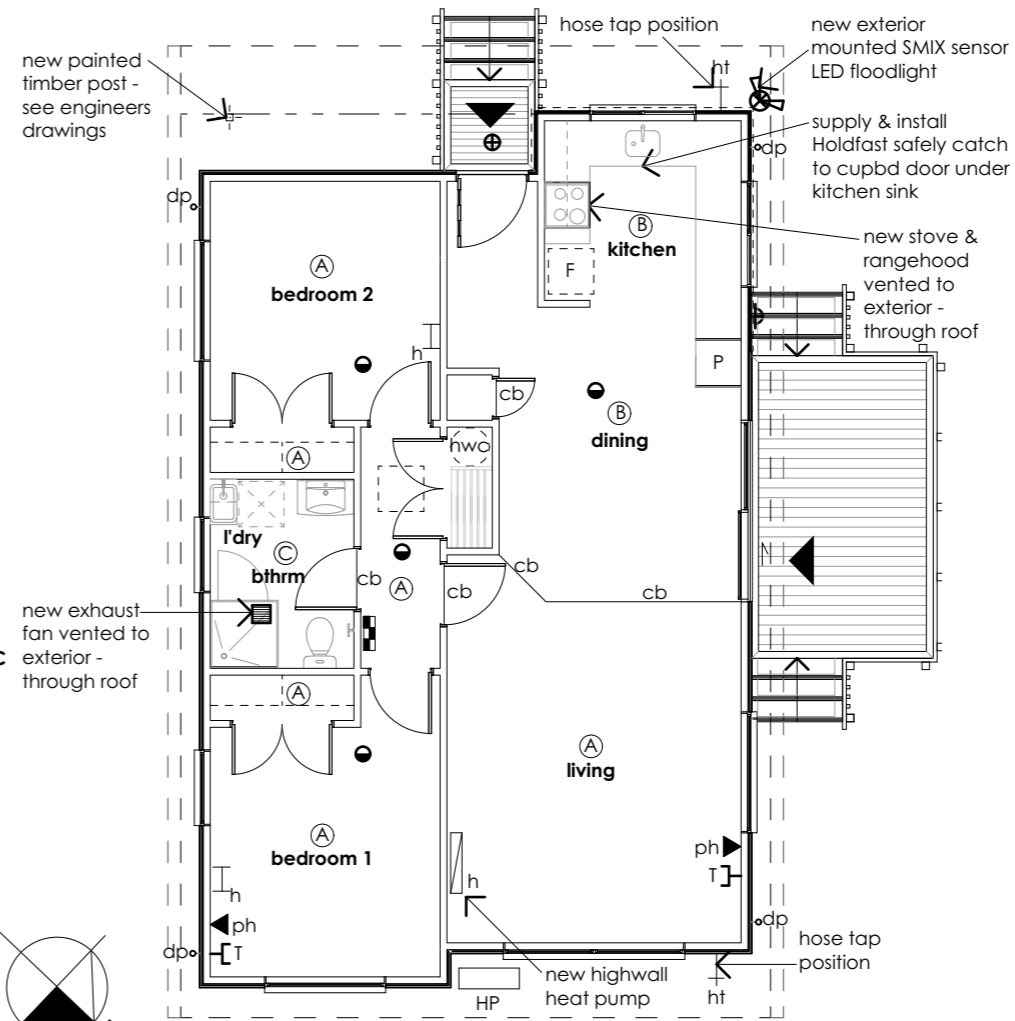 hose tap position
new exterior
mounted SMIX sensor
LED floodlight
new painted
timber post -
see engineers
drawings
ht
supply & install
Holdfast safely catch
to cupbd door under
kitchen sink
dp
dp
B
kitchen
new stove &
rangehood
vented to
exterior -
through roof
A
bedroom 2
F
h
P
cb
B
dining
A
hwc
l'dry
C
bthrm
cb
A
cb
cb
cb
new exhaust
fan vented to
exterior -
through roof
c
A
A
living
A
bedroom 1
ph
T
h
h
ph
T
dp
dp
hose tap
position
new highwall
heat pump
HP
ht